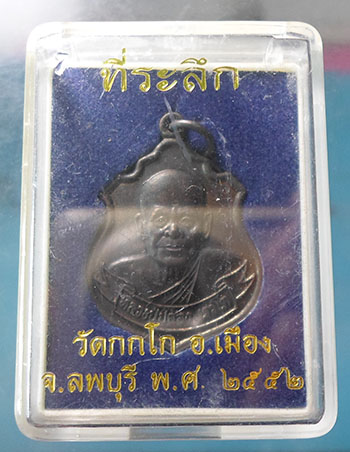 ที่ระลึก
วัดกกโก อ.เมือง
จ.ลพบุรี พ.ศ. ๒๕๕๒